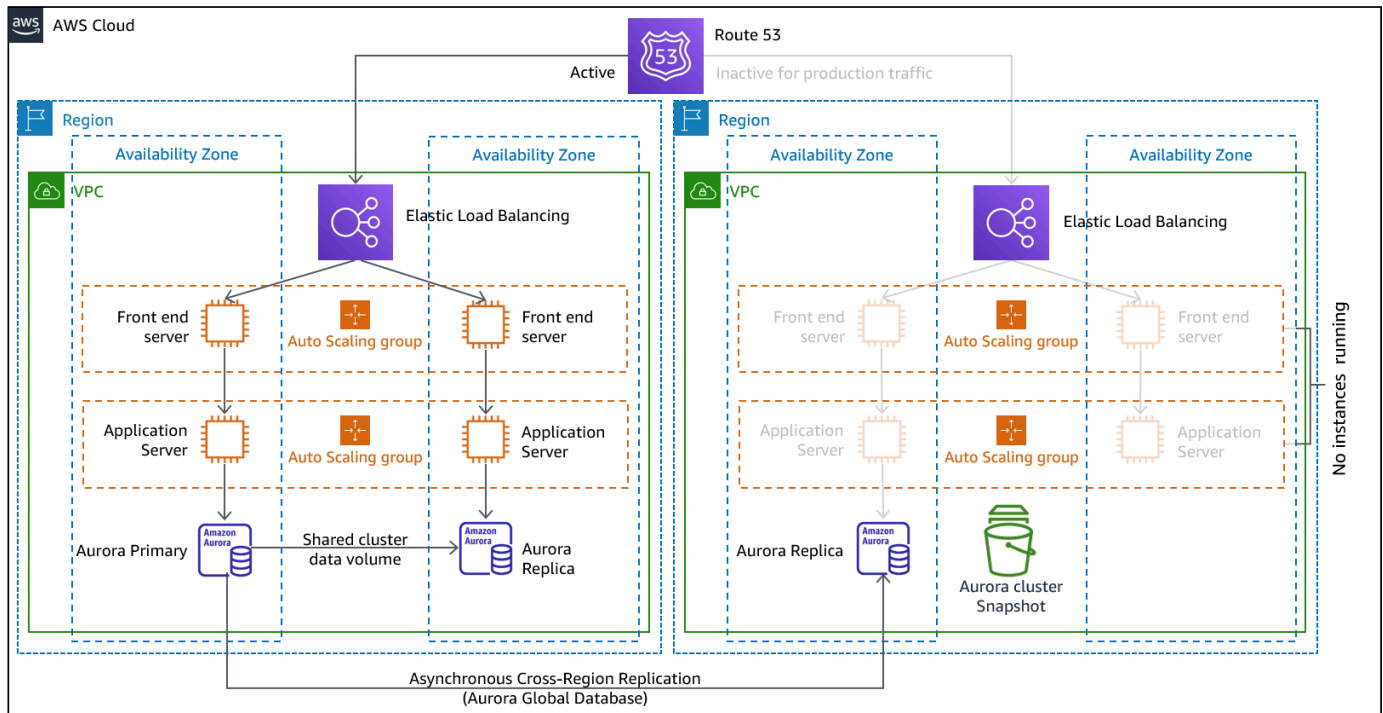 aws
AWS Cloud
Route 53
53
Active
Inactive for production traffic
Region
Availability Zone
Availability Zone
VPC
Elastic Load Balancing
Front end
server
Auto Scaling group
Front end
server
Application
Server
Auto Scaling group
Application
Server
Aurora Primary
Amazon
Aurora
Shared cluster
data volume
Amazon
Aurora
Aurora
Replica
Region
Availability Zone
Availability Zone
VPC
Elastic Load Balancing
Front end
server
Auto Scaling group
Front end
server
Application
Server
Auto Scaling group
Application
Server
Aurora Replica
Amazon
Aurora
Aurora cluster
Snapshot
No instances running
Asynchronous Cross-Region Replication
(Aurora Global Database)